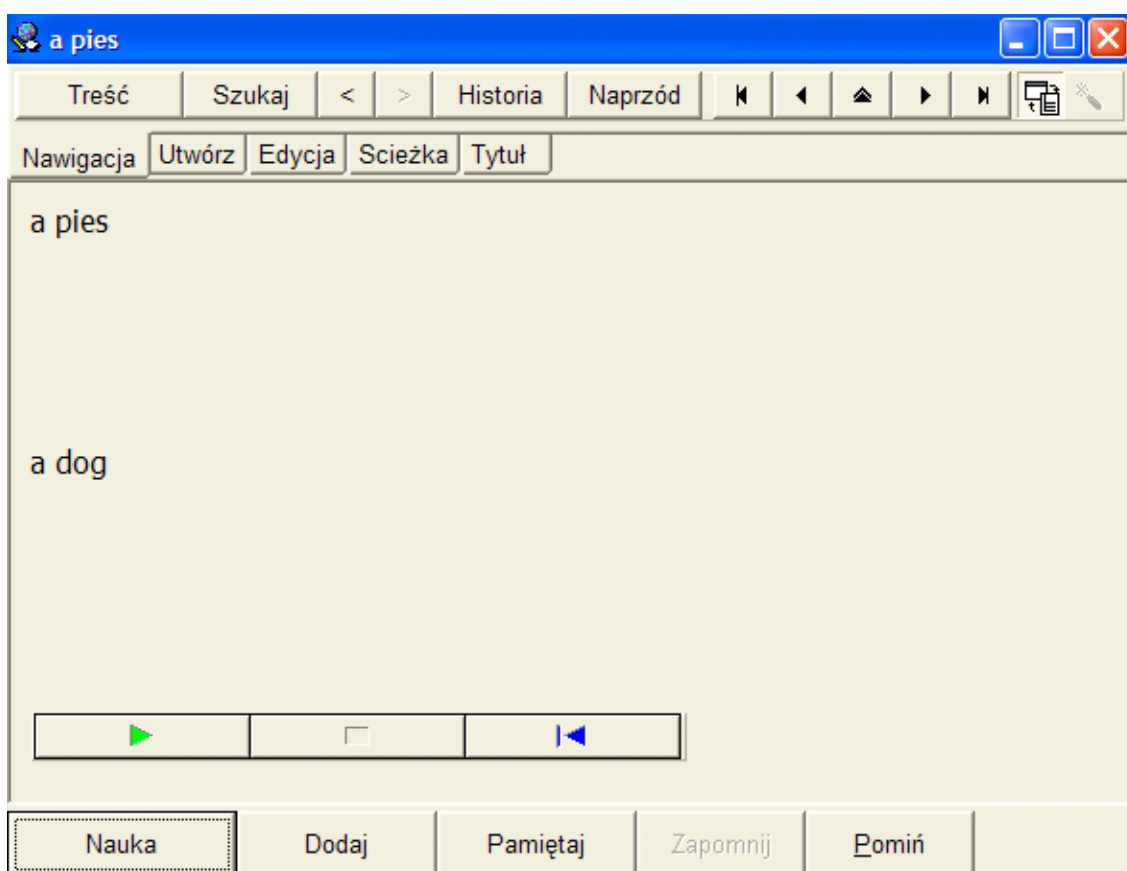 a pies
Treść Szukaj < > Historia Naprzód
Nawigacja Utwórz Edycja Scieżka Tytuł
a pies
a dog
Nauka Dodaj Pamiętaj Zapomnij Pomiń